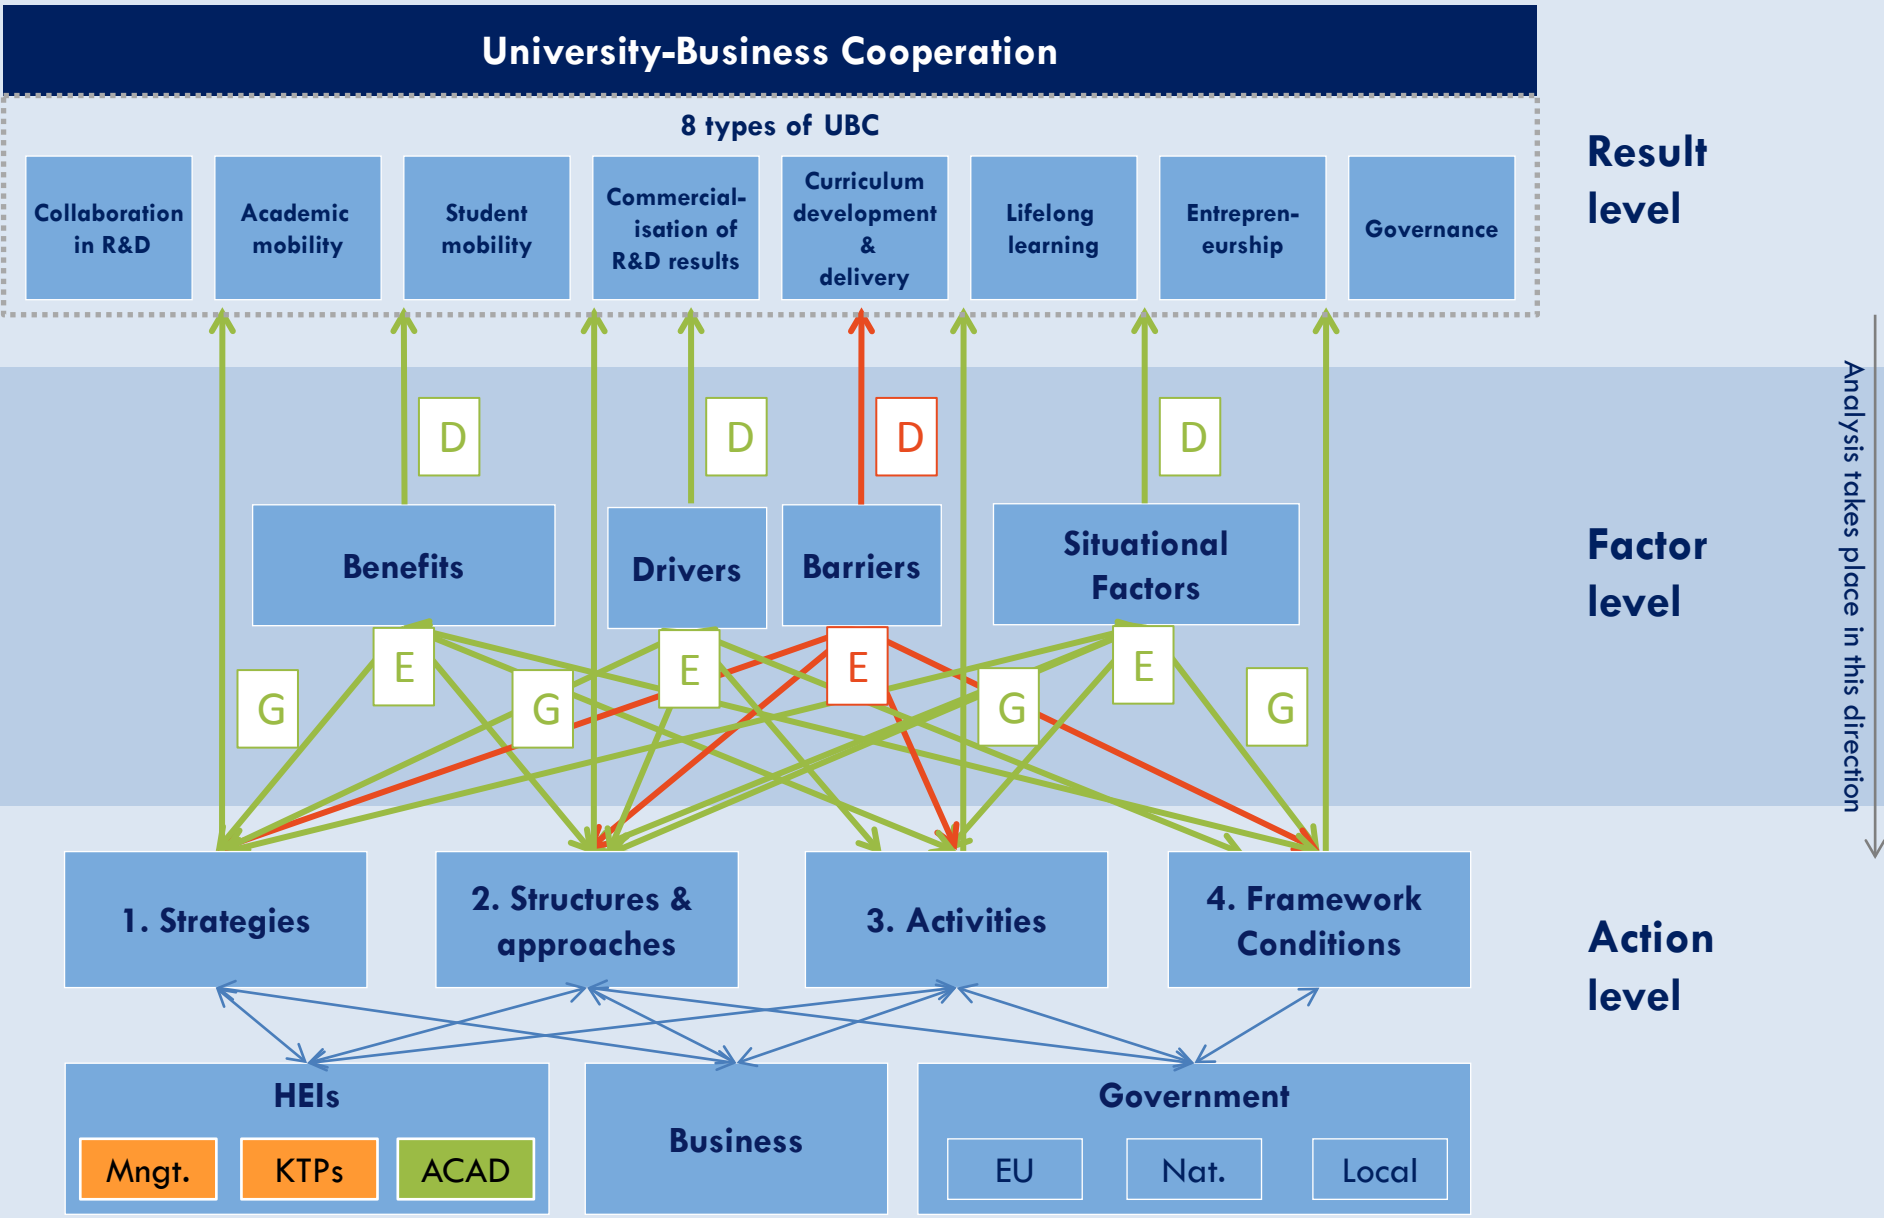 University-Business Cooperation
8 types of UBC
Collaboration
in R&D
Academic
mobility
Student
mobility
Commercial-
isation of
R&D results
Curriculum
development
&
delivery
Lifelong
learning
Entrepren-
eurship
Governance
Result
level
D
D
D
D
Benefits
Drivers
Barriers
Situational
Factors
Factor
level
Analysis takes place in this direction
E
E
E
E
G
G
G
G
1. Strategies
2. Structures &
approaches
3. Activities
4. Framework
Conditions
Action
level
HEIs
Mngt.
KTPs
ACAD
Business
Government
EU
Nat.
Local